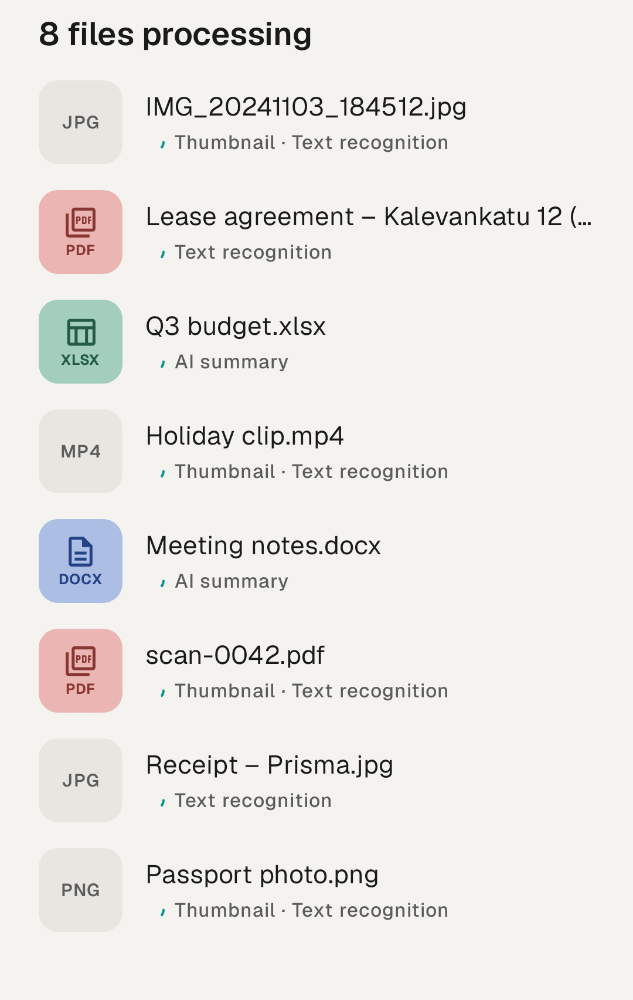 8 files processing
JPG
IMG_20241103_184512.jpg
Thumbnail · Text recognition
PDF
PDF
Lease agreement – Kalevankatu 12 (…
Text recognition
XLSX
Q3 budget.xlsx
AI summary
MP4
Holiday clip.mp4
Thumbnail · Text recognition
DOCX
Meeting notes.docx
AI summary
PDF
PDF
scan-0042.pdf
Thumbnail · Text recognition
JPG
Receipt – Prisma.jpg
Text recognition
PNG
Passport photo.png
Thumbnail · Text recognition